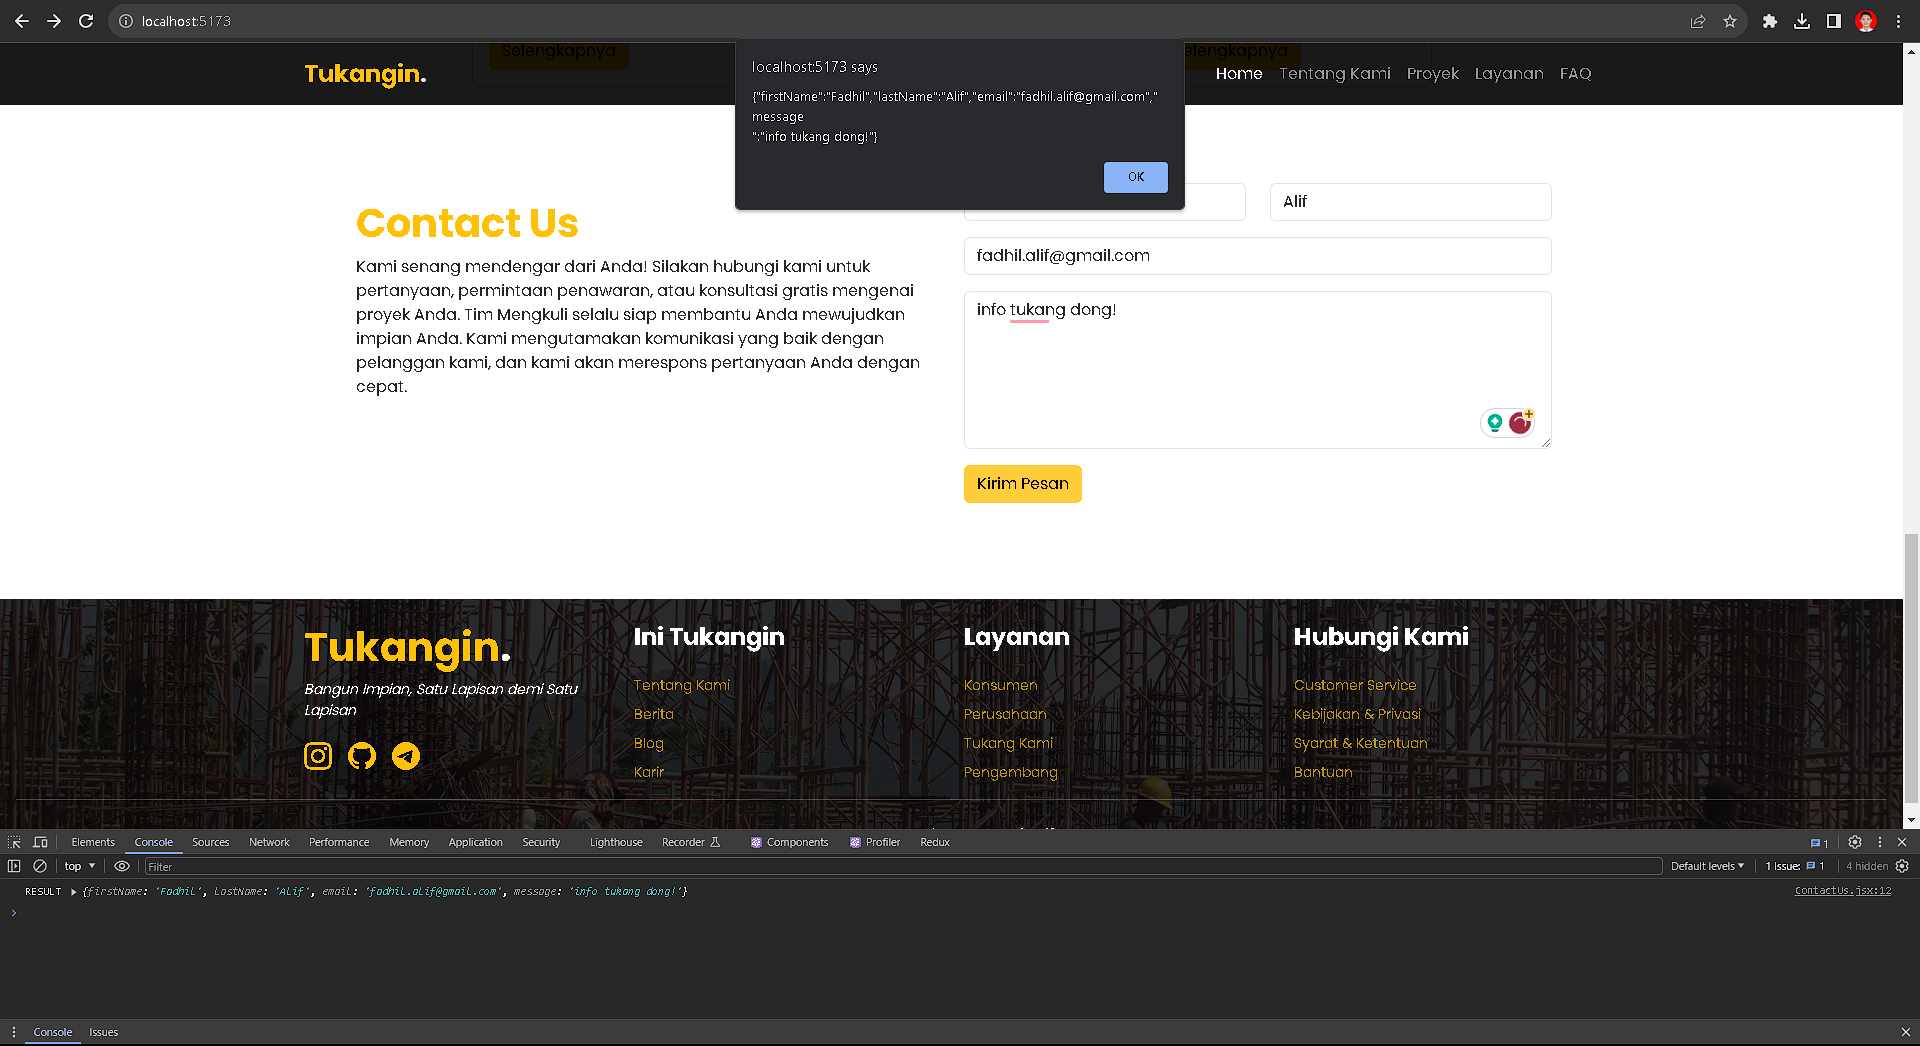 localhost:5173
Selengkapnya
elengkapnya
Tukangin.
Home
Tentang Kami
Proyek
Layanan
FAQ
localhost:5173 says
{"firstName":"Fadhil","lastName":"Alif","email":"fadhil.alif@gmail.com","
message
":"info tukang dong!"}
OK
Contact Us
Kami senang mendengar dari Anda! Silakan hubungi kami untuk
pertanyaan, permintaan penawaran, atau konsultasi gratis mengenai
proyek Anda. Tim Mengkuli selalu siap membantu Anda mewujudkan
impian Anda. Kami mengutamakan komunikasi yang baik dengan
pelanggan kami, dan kami akan merespons pertanyaan Anda dengan
cepat.
Alif
fadhil.alif@gmail.com
info tukang dong!
Kirim Pesan
Tukangin.
Bangun Impian, Satu Lapisan demi Satu
Lapisan
Ini Tukangin
Tentang Kami
Berita
Blog
Karir
Layanan
Konsumen
Perusahaan
Tukang Kami
Pengembang
Hubungi Kami
Customer Service
Kebijakan & Privasi
Syarat & Ketentuan
Bantuan
Elements
Console
Sources
Network
Performance
Memory
Application
Security
Lighthouse
Recorder
Components
Profiler
Redux
1
top
Filter
Default levels
1 Issue:
1
4 hidden
RESULT {firstName: 'Fadhil', lastName: 'Alif', email: 'fadhil.alif@gmail.com', message: 'info tukang dong!'}
ContactUs.jsx:12
Console
Issues